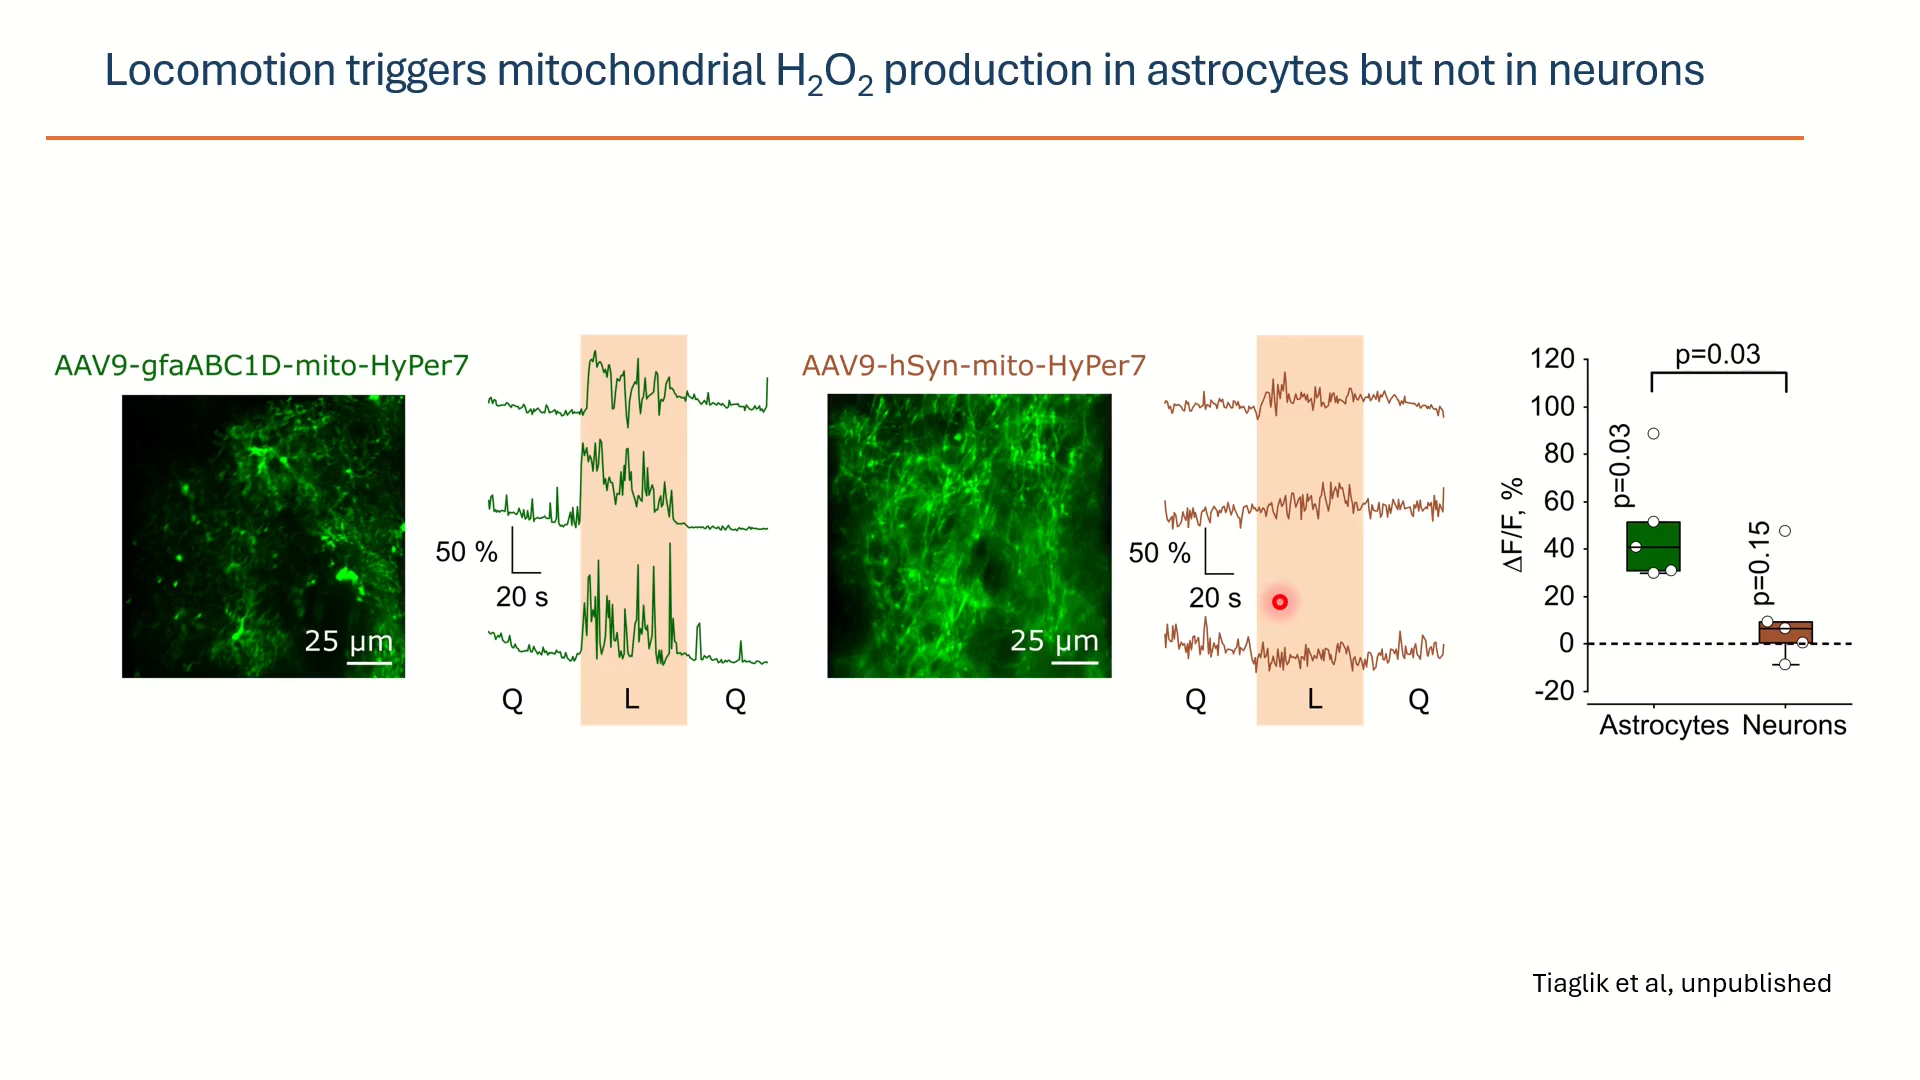 Locomotion triggers mitochondrial H₂O₂ production in astrocytes but not in neurons
AAV9-gfaABC1D-mito-HyPer7
25 µm
50 %
20 s
Q
L
Q
AAV9-hSyn-mito-HyPer7
25 µm
50 %
20 s
Q
L
Q
p=0.03
120
100
80
60
40
20
0
-20
ΔF/F, %
p=0.03
p=0.15
Astrocytes
Neurons
Tiaglik et al, unpublished